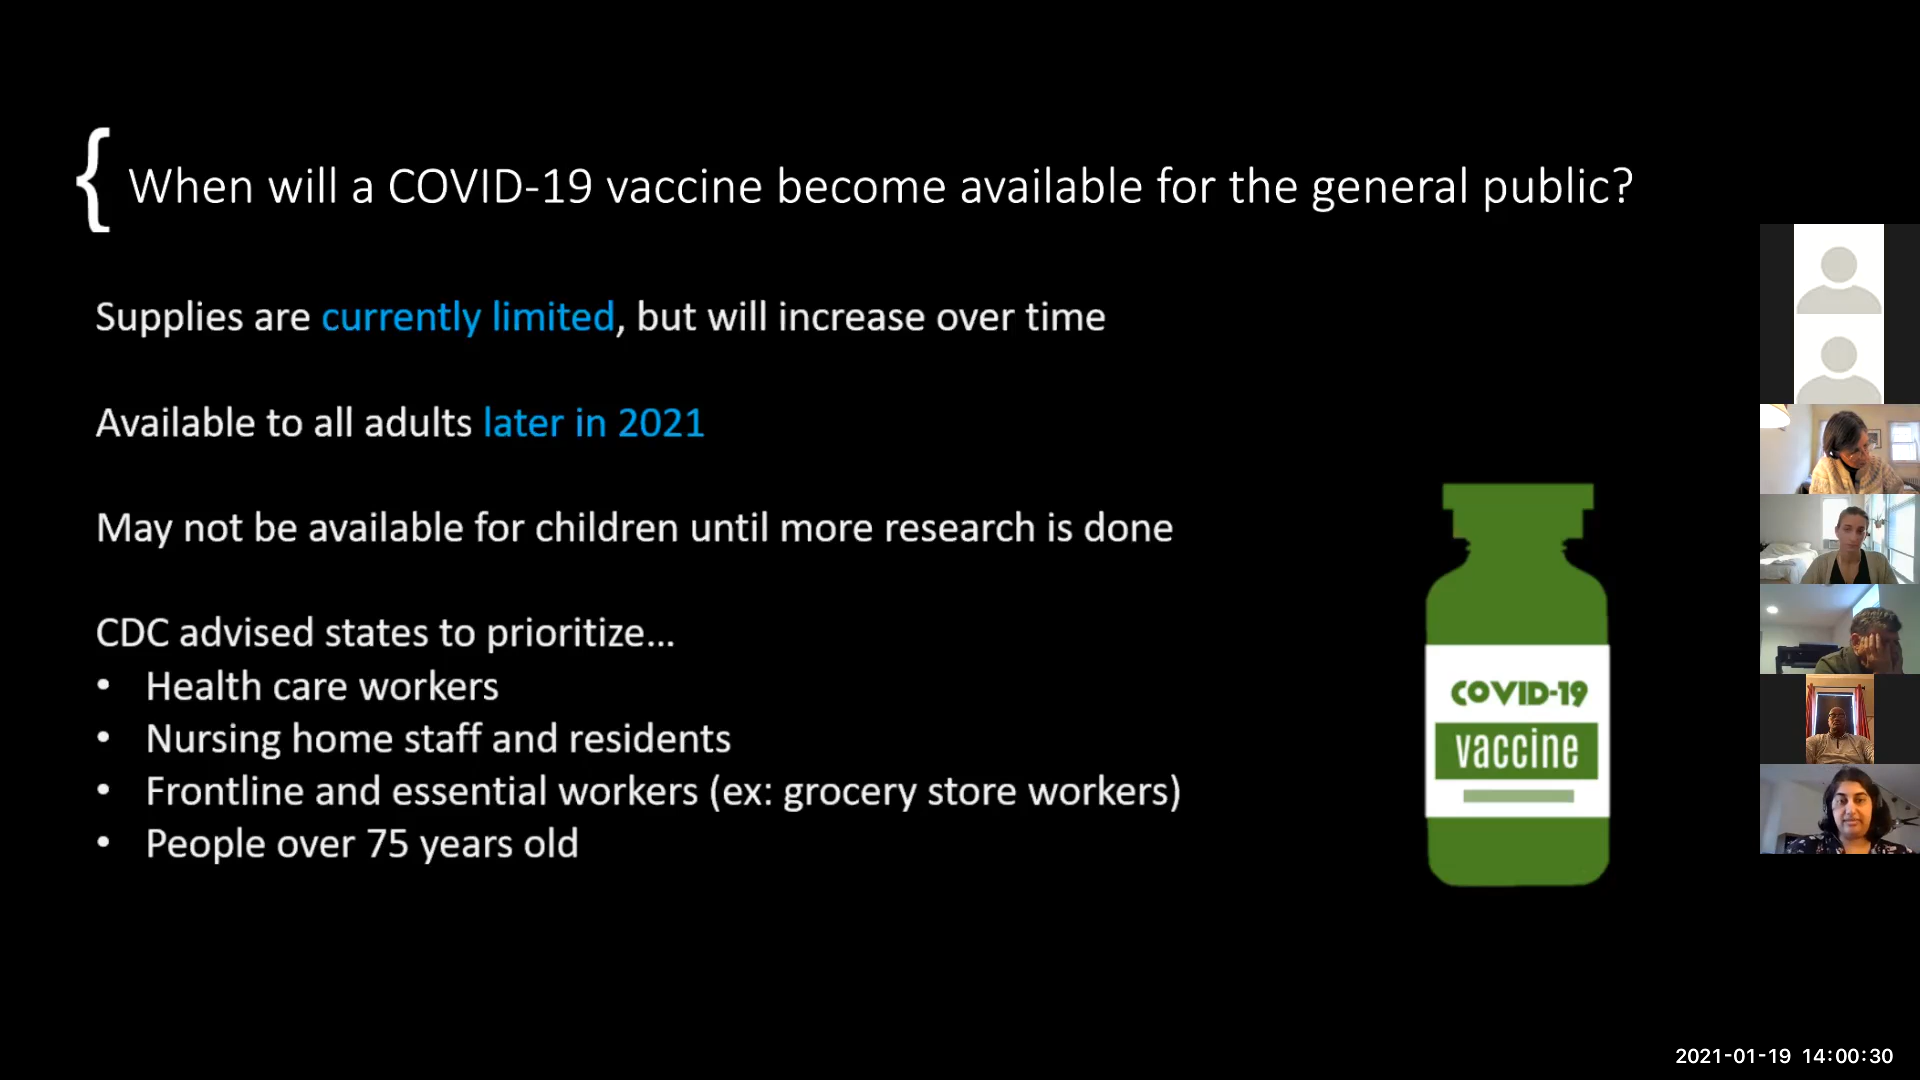 { When will a COVID-19 vaccine become available for the general public?
Supplies are currently limited, but will increase over time
Available to all adults later in 2021
May not be available for children until more research is done
CDC advised states to prioritize...
• Health care workers
• Nursing home staff and residents
• Frontline and essential workers (ex: grocery store workers)
• People over 75 years old
COVID-19
vaccine
2021-01-19 14:00:30